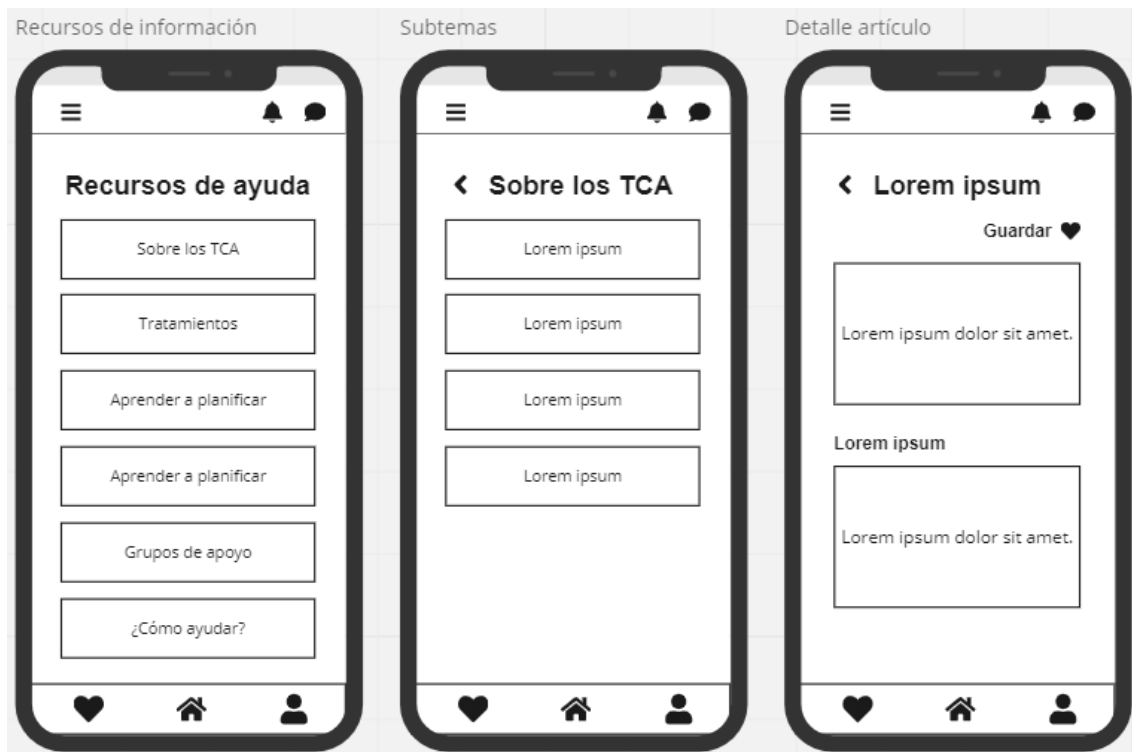 Recursos de información
Recursos de ayuda
Sobre los TCA
Tratamientos
Aprender a planificar
Aprender a planificar
Grupos de apoyo
¿Cómo ayudar?
Subtemas
Sobre los TCA
Lorem ipsum
Lorem ipsum
Lorem ipsum
Lorem ipsum
Detalle artículo
Lorem ipsum
Guardar
Lorem ipsum dolor sit amet.
Lorem ipsum
Lorem ipsum dolor sit amet.